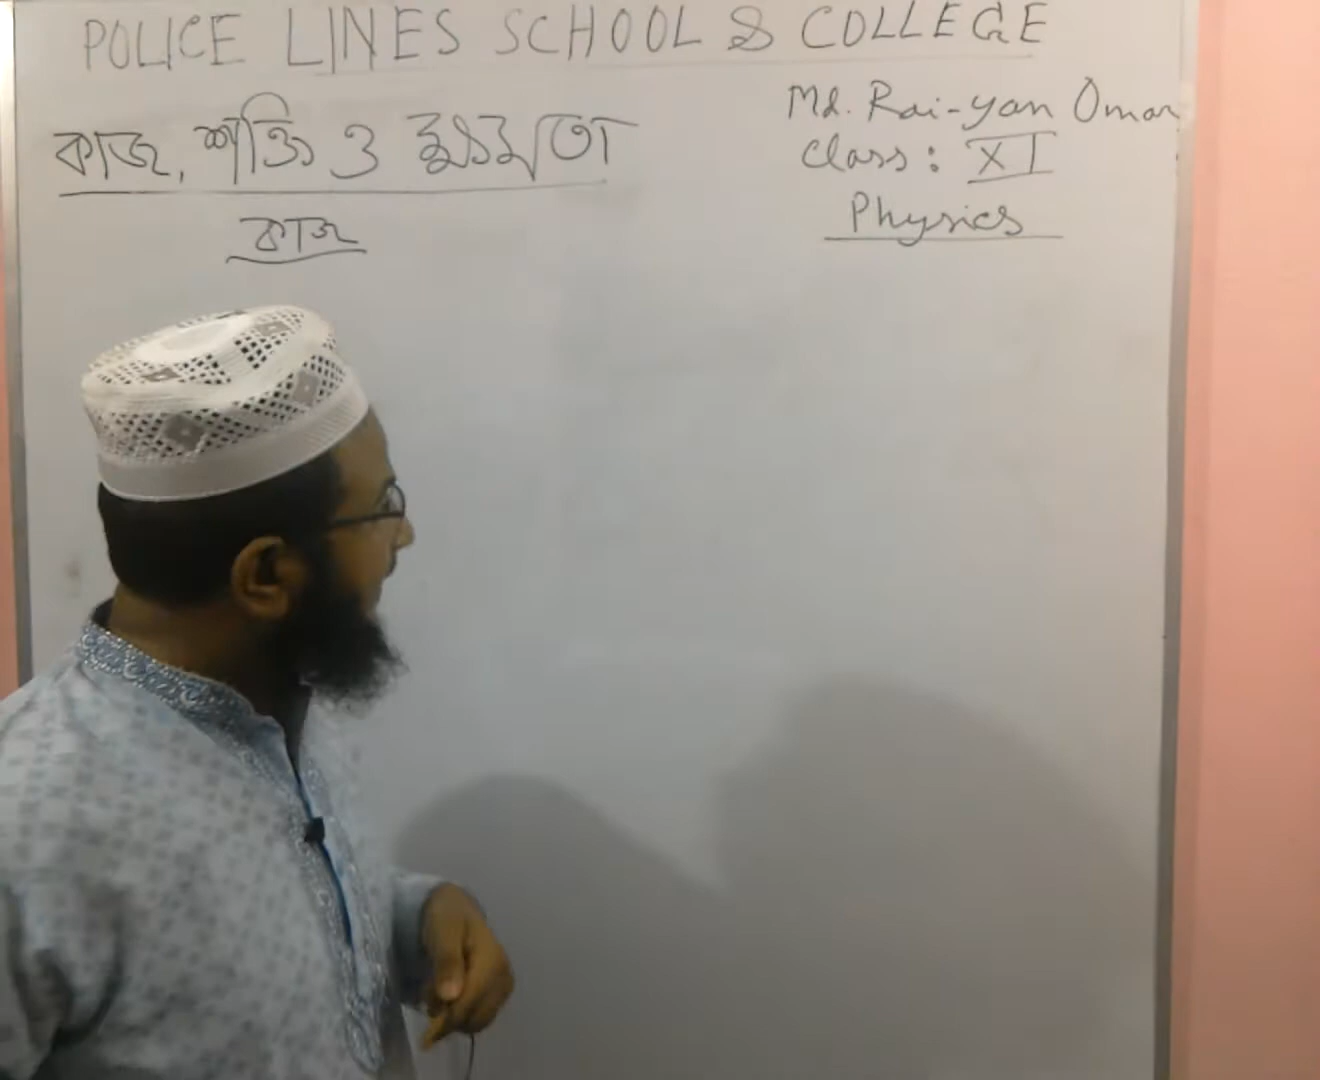 POLICE LINES SCHOOL & COLLEGE
কাজ, শক্তি ও ক্ষমতা
কাজ
Md. Rai-yan Omar
Class: XI
Physics